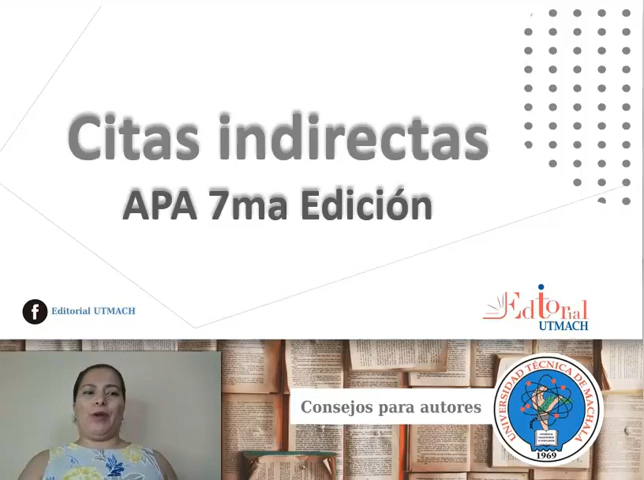 Citas indirectas
APA 7ma Edición
f Editorial UTMACH
Editorial
UTMACH
Consejos para autores
UNIVERSIDAD TÉCNICA DE MACHALA
1969